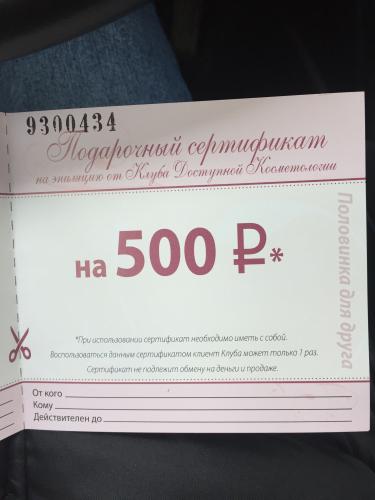 9300434
Подарочный сертификат
на эпиляцию от Клуба Доступной Косметологии
на 500 ₽*
Половинка для друга
*При использовании сертификат необходимо иметь с собой.
Воспользоваться данным сертификатом клиент Клуба может только 1 раз.
Сертификат не подлежит обмену на деньги и продаже.
От кого
Кому
Действителен до